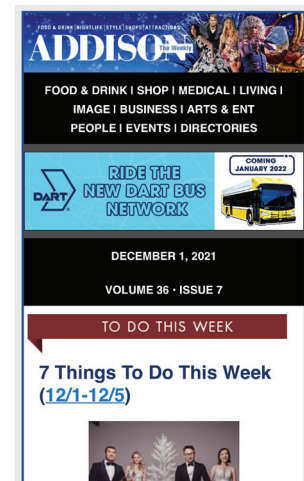 FOOD & DRINK|NIGHTLIFE|STYLE|SHOPS|ATTRACTIONS
ADDISON
The Weekly
FOOD & DRINK I SHOP I MEDICAL I LIVING I
IMAGE I BUSINESS I ARTS & ENT
PEOPLE I EVENTS I DIRECTORIES
DART
RIDE THE
NEW DART BUS
NETWORK
COMING
JANUARY 2022
DECEMBER 1, 2021
VOLUME 36 • ISSUE 7
TO DO THIS WEEK
7 Things To Do This Week
(12/1-12/5)